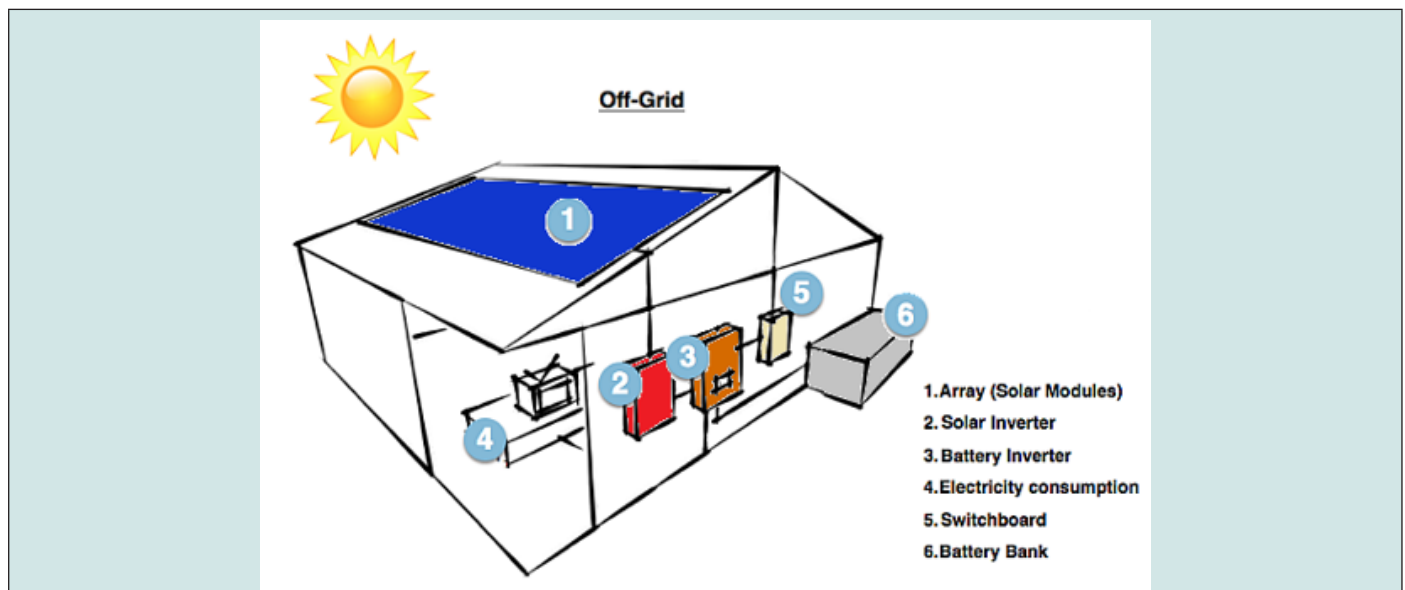 Off-Grid
1
2
3
4
5
6
1.Array (Solar Modules)
2. Solar Inverter
3. Battery Inverter
4.Electricity consumption
5. Switchboard
6.Battery Bank